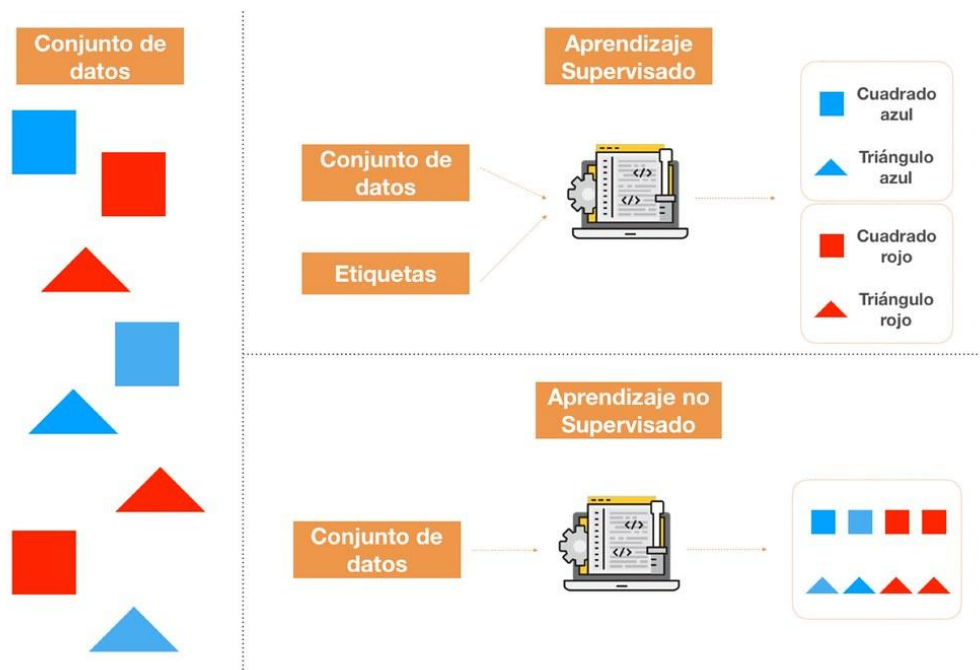 Conjunto de
datos
Aprendizaje
Supervisado
Conjunto de
datos
Etiquetas
</>
</>
Cuadrado
azul
Triángulo
azul
Cuadrado
rojo
Triángulo
rojo
Aprendizaje no
Supervisado
Conjunto de
datos
</>
</>